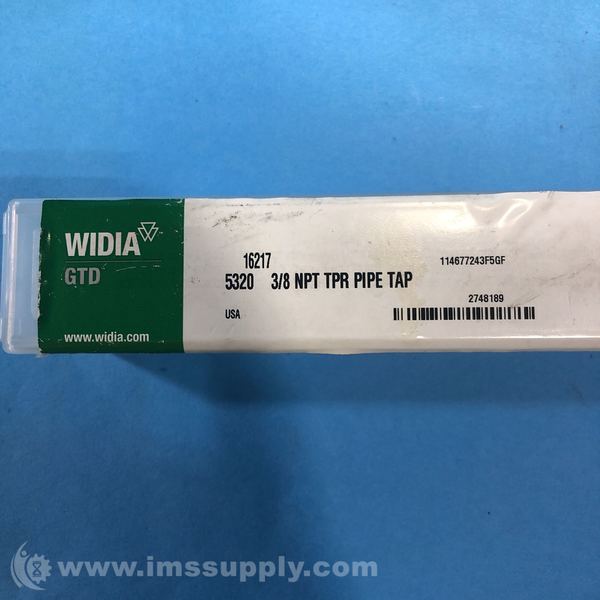 WIDIA
GTD
www.widia.com
16217
5320 3/8 NPT TPR PIPE TAP
USA
114677243F5GF
2748189
www.imssupply.com